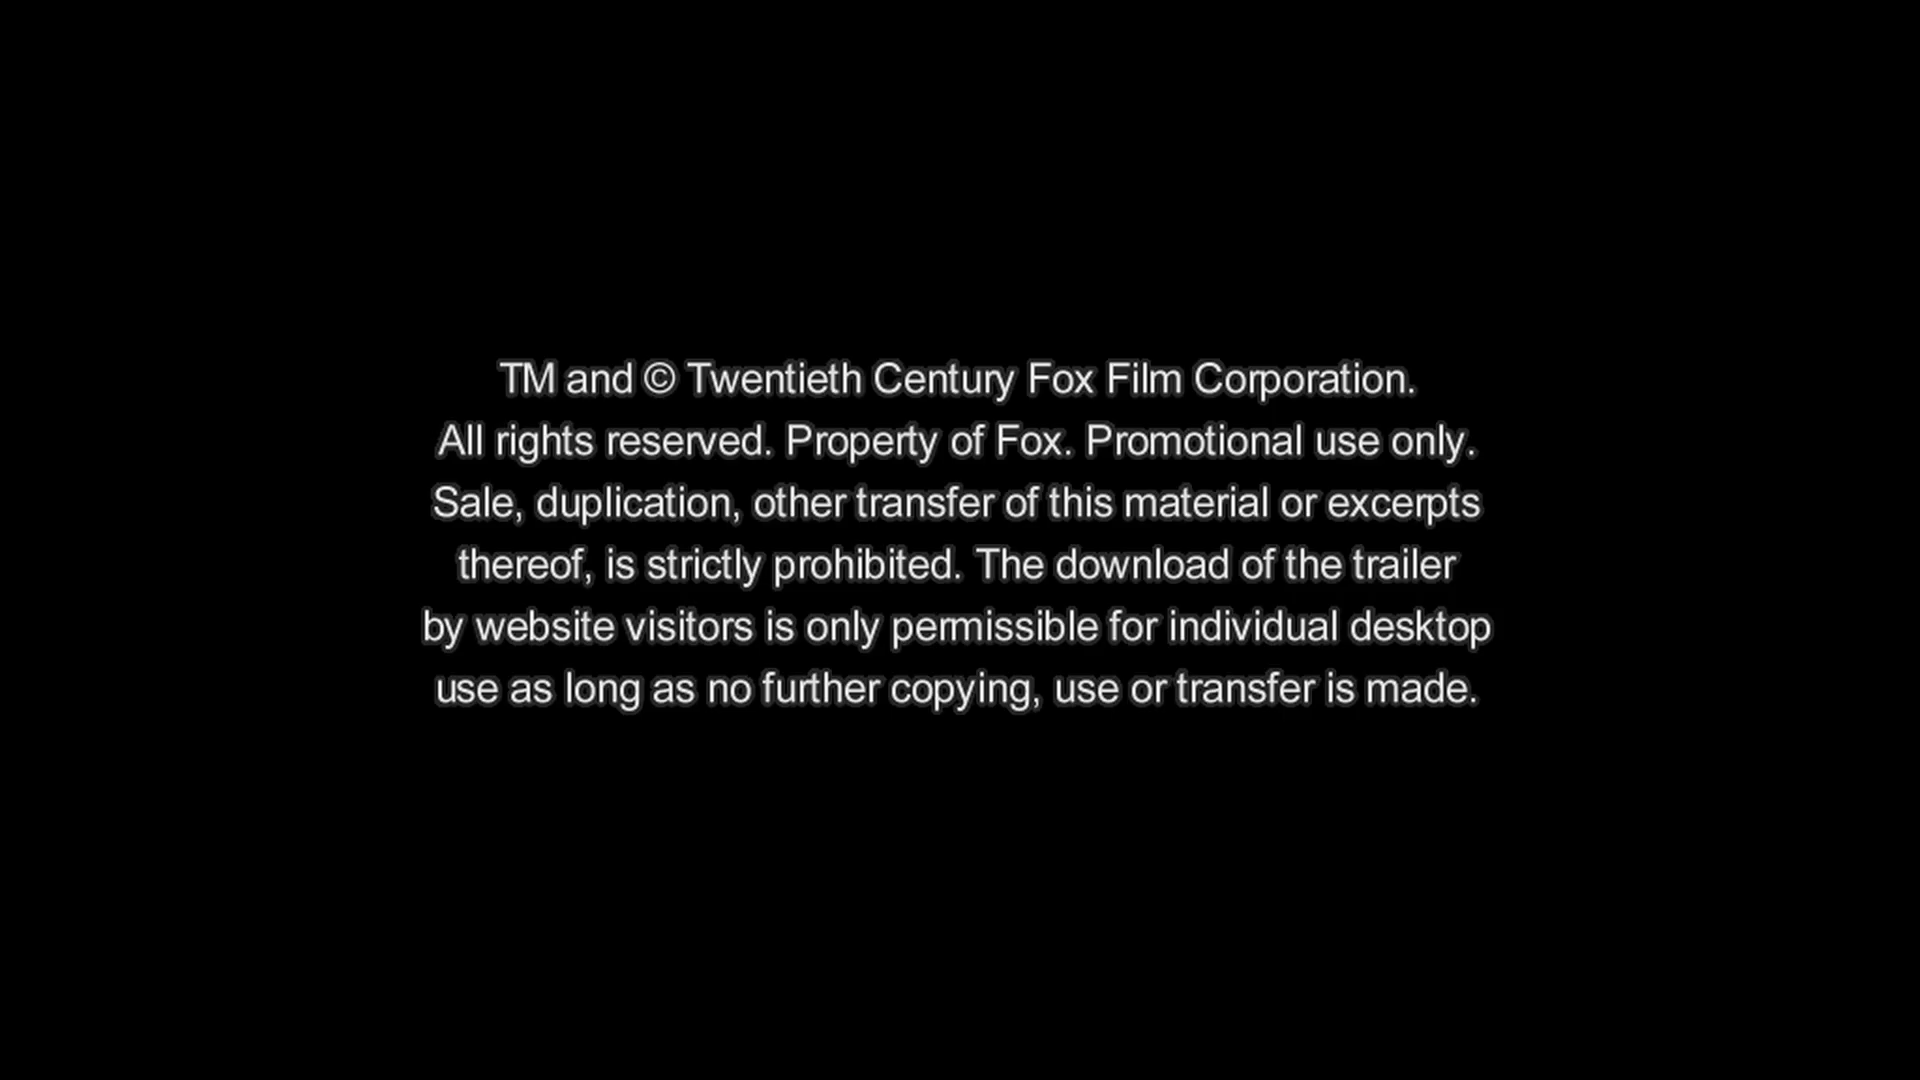 TM and © Twentieth Century Fox Film Corporation.
All rights reserved. Property of Fox. Promotional use only.
Sale, duplication, other transfer of this material or excerpts
thereof, is strictly prohibited. The download of the trailer
by website visitors is only permissible for individual desktop
use as long as no further copying, use or transfer is made.